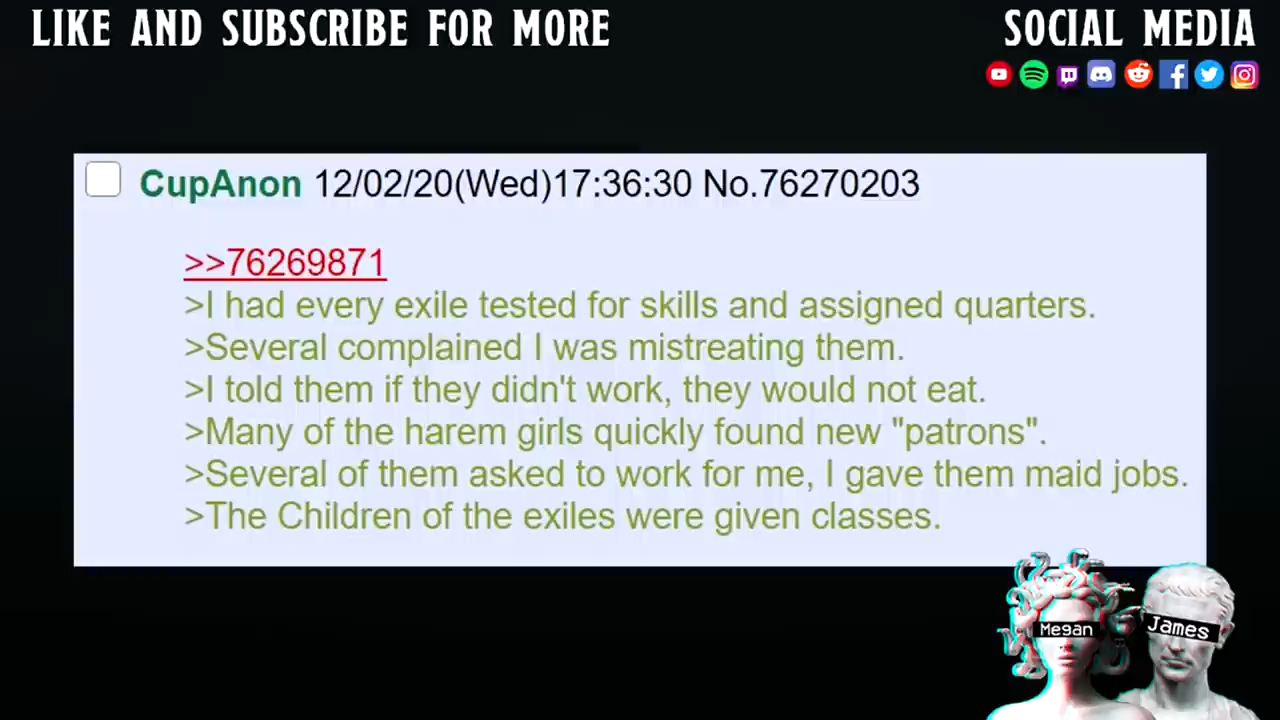 LIKE AND SUBSCRIBE FOR MORE
SOCIAL MEDIA
CupAnon 12/02/20(Wed)17:36:30 No.76270203
>>76269871
>I had every exile tested for skills and assigned quarters.
>Several complained I was mistreating them.
>I told them if they didn't work, they would not eat.
>Many of the harem girls quickly found new "patrons".
>Several of them asked to work for me, I gave them maid jobs.
>The Children of the exiles were given classes.
Megan
James